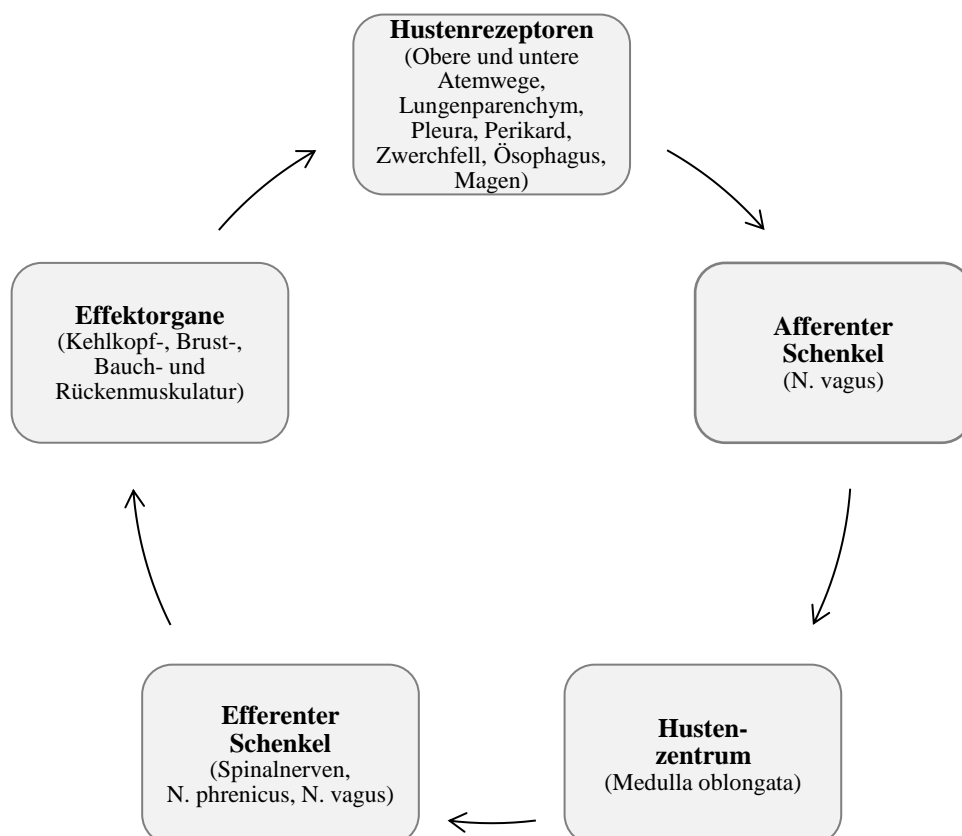 Hustenrezeptoren
(Obere und untere
Atemwege,
Lungenparenchym,
Pleura, Perikard,
Zwerchfell, Ösophagus,
Magen)
Afferenter
Schenkel
(N. vagus)
Husten-
zentrum
(Medulla oblongata)
Efferenter
Schenkel
(Spinalnerven,
N. phrenicus, N. vagus)
Effektorgane
(Kehlkopf-, Brust-,
Bauch- und
Rückenmuskulatur)